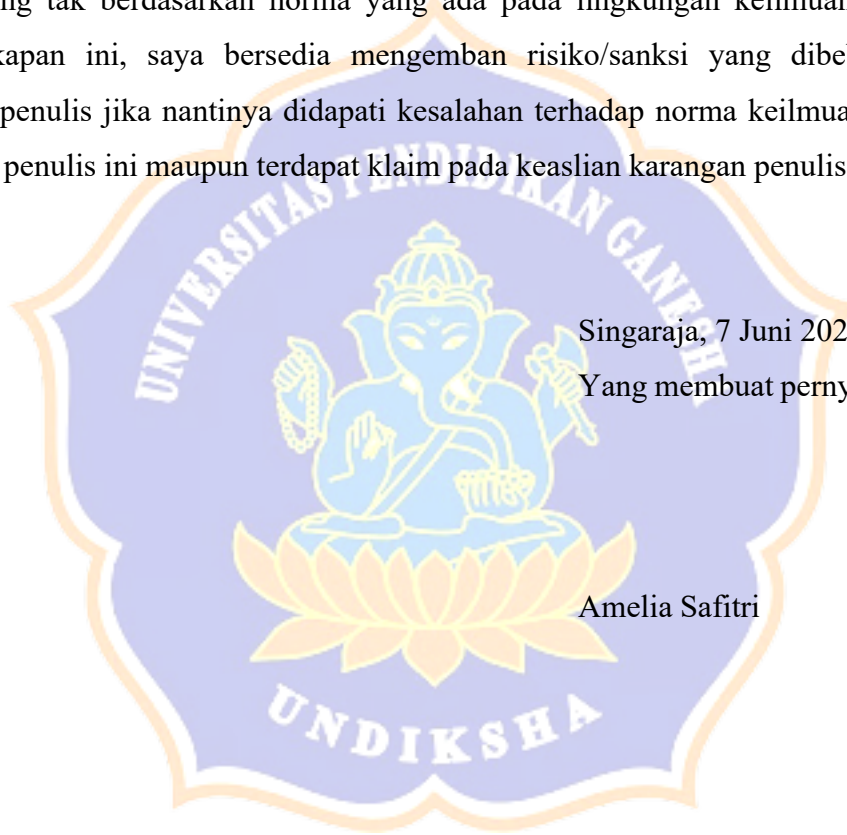 ng tak berdasarkan norma yang ada pada lingkungan keilmuan
kapan ini, saya bersedia mengemban risiko/sanksi yang dibe
penulis jika nantinya didapati kesalahan terhadap norma keilmua
penulis ini maupun terdapat klaim pada keaslian karangan penulis
UNIVERSITAS PENDIDIKAN GANESH
Singaraja, 7 Juni 202
Yang membuat perny
Amelia Safitri
UNDIKSHA